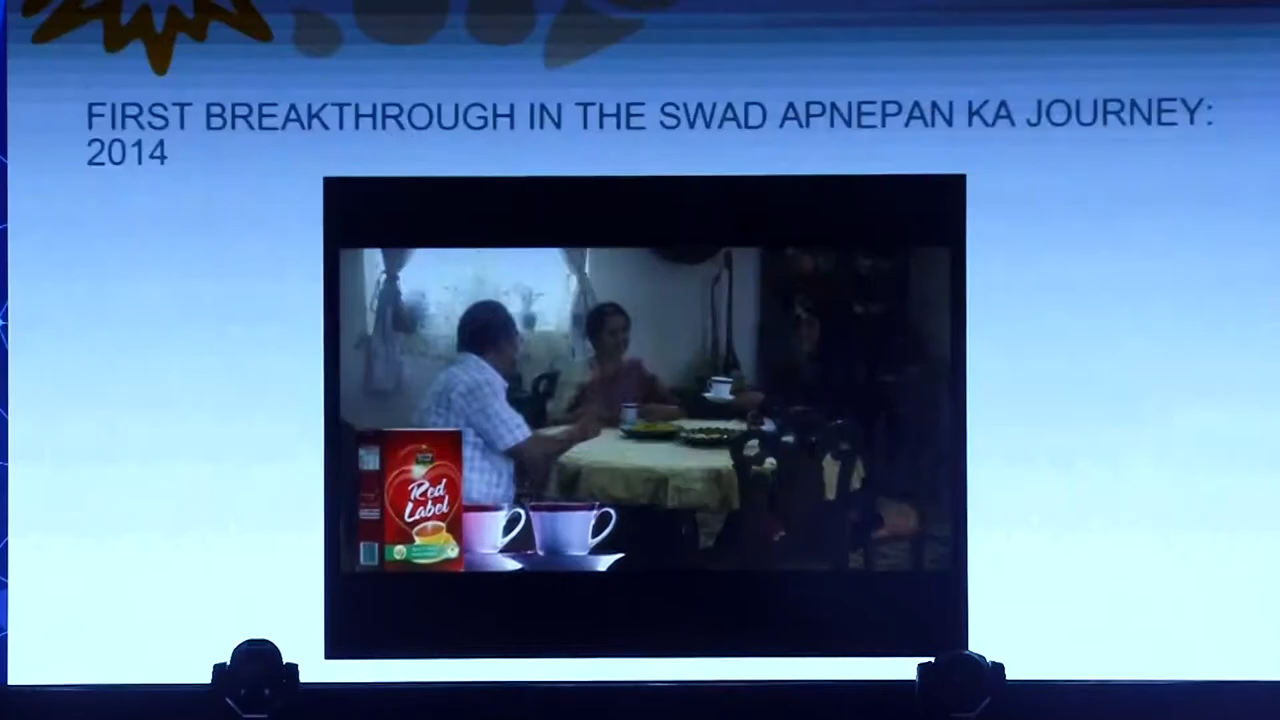 FIRST BREAKTHROUGH IN THE SWAD APNEPAN KA JOURNEY:
2014
Red
Label